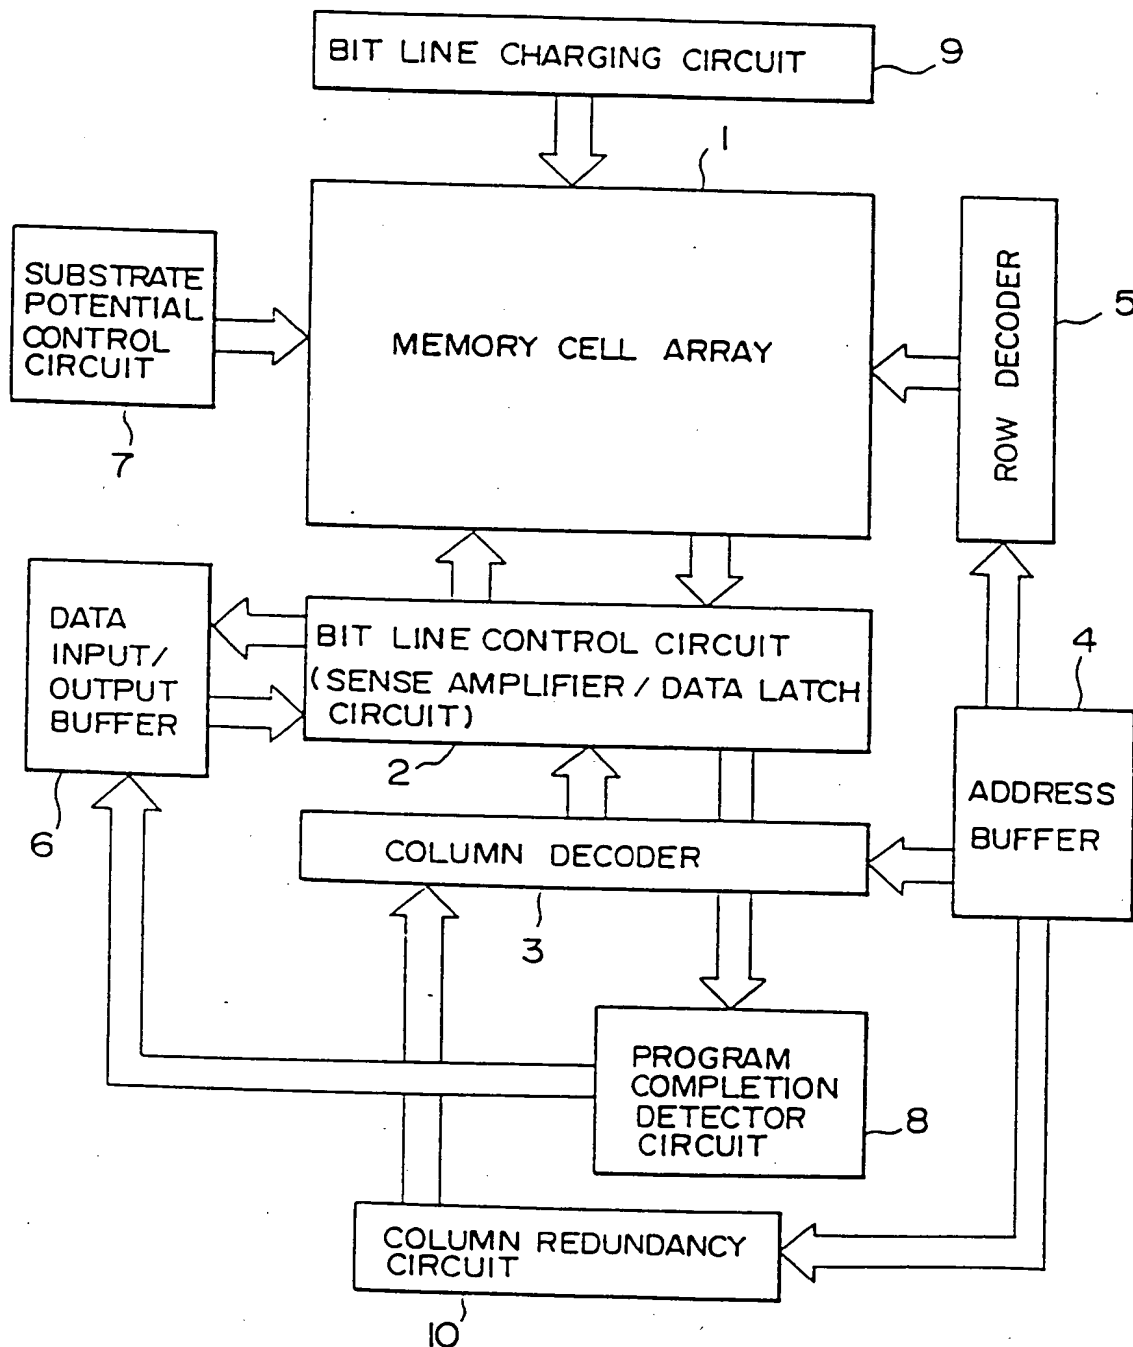 BIT LINE CHARGING CIRCUIT
9
1
SUBSTRATE
POTENTIAL
CONTROL
CIRCUIT
7
MEMORY CELL ARRAY
ROW DECODER
5
DATA
INPUT/
OUTPUT
BUFFER
6
BIT LINE CONTROL CIRCUIT
(SENSE AMPLIFIER / DATA LATCH
CIRCUIT)
2
4
ADDRESS
BUFFER
COLUMN DECODER
3
PROGRAM
COMPLETION
DETECTOR
CIRCUIT
8
COLUMN REDUNDANCY
CIRCUIT
10